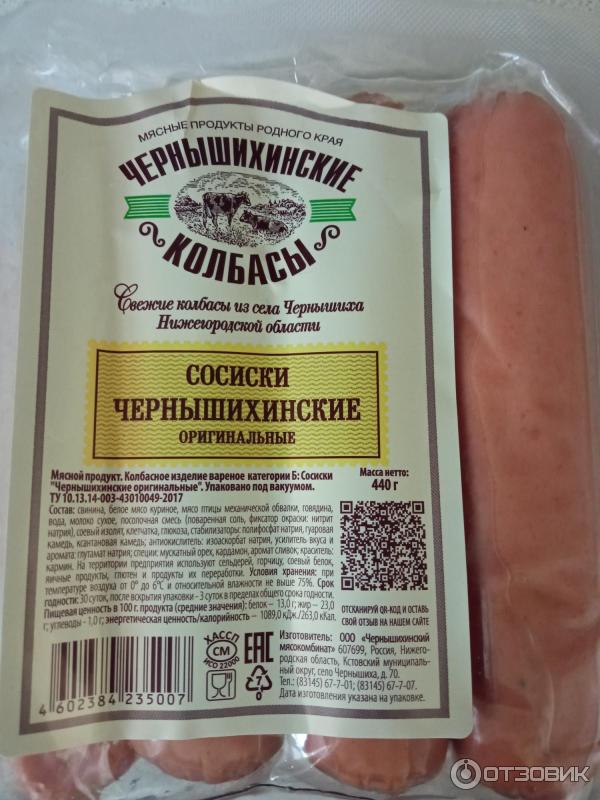 МЯСНЫЕ ПРОДУКТЫ РОДНОГО КРАЯ
ЧЕРНЫШИХИНСКИЕ
КОЛБАСЫ
Свежие колбасы из села Чернышиха
Нижегородской области
СОСИСКИ
ЧЕРНЫШИХИНСКИЕ
ОРИГИНАЛЬНЫЕ
Мясной продукт. Колбасное изделие вареное категории Б: Сосиски
"Чернышихинские оригинальные". Упаковано под вакуумом.
ТУ 10.13.14-003-43010049-2017
Масса нетто:
440 г
Состав: свинина, белое мясо куриное, мясо птицы механической обвалки, говядина,
вода, молоко сухое, посолочная смесь (поваренная соль, фиксатор окраски: нитрит
натрия), соевый изолят, клетчатка, глюкоза, стабилизаторы: полифосфат натрия, гуаровая
камедь, ксантановая камедь; антиокислитель: изоаскорбат натрия, усилитель вкуса и
аромата: глутамат натрия; специи: мускатный орех, кардамон, аромат сливок; краситель:
кармин. На территории предприятия используют сельдерей, горчицу, соевый белок,
яичные продукты, глютен и продукты их переработки. Условия хранения: при
температуре воздуха от 0° до 6°С и относительной влажности не выше 75%. Срок
годности: 30 суток, после вскрытия упаковки - 3 суток в пределах общего срока годности.
Пищевая ценность в 100 г. продукта (средние значения): белок – 13,0 г; жир – 23,0
г; углеводы - 1,0 г; энергетическая ценность/калорийность – 1089,0 кДж./263,0 кКал.
ОТСКАНИРУЙ QR-КОД И ОСТАВЬ
СВОЙ ОТЗЫВ НА НАШЕМ САЙТЕ
4 602384 235007
ХАССП
СМ
ИСО 22000
ЕАС
7
Изготовитель: ООО «Чернышихинский
мясокомбинат» 607699, Россия, Нижего-
родская область, Кстовский муниципаль-
ный округ, село Чернышиха, д. 70.
Тел.: (83145) 67-7-01; (83145) 67-7-07.
Дата изготовления указана на упаковке.
ОТЗОВИК